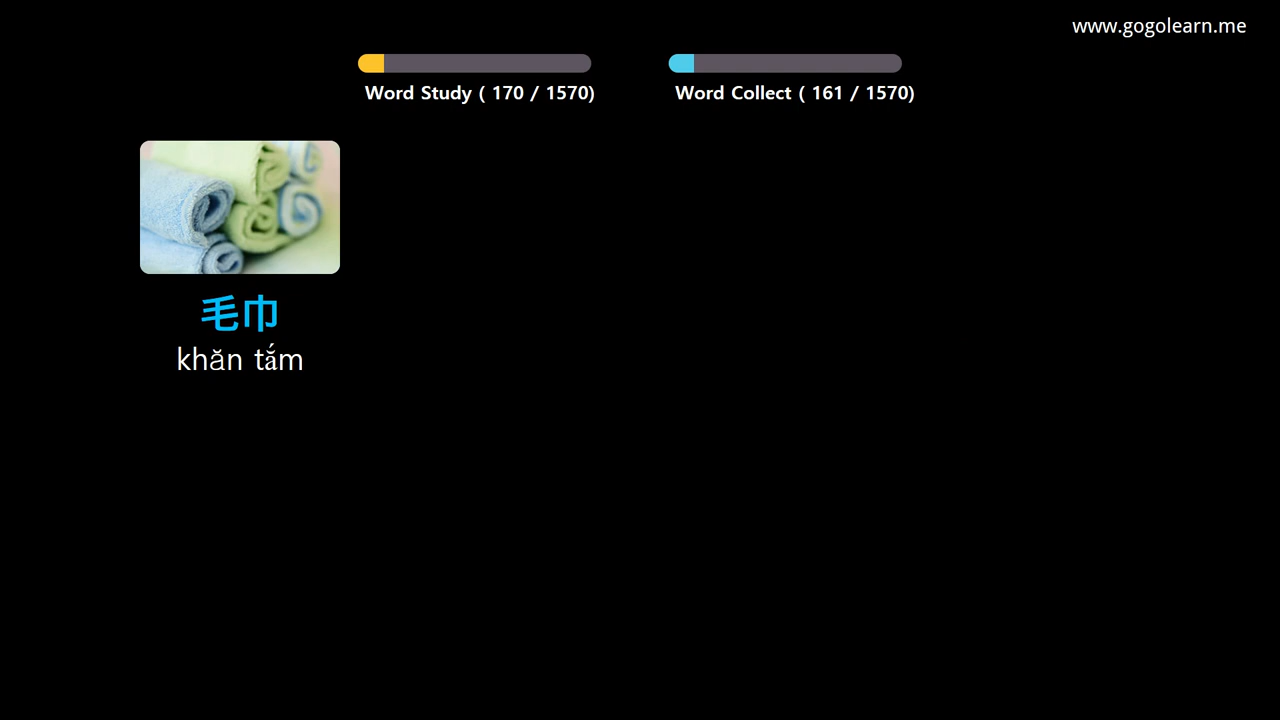 www.gogolearn.me
Word Study ( 170 / 1570)
Word Collect ( 161 / 1570)
毛巾
khăn tắm